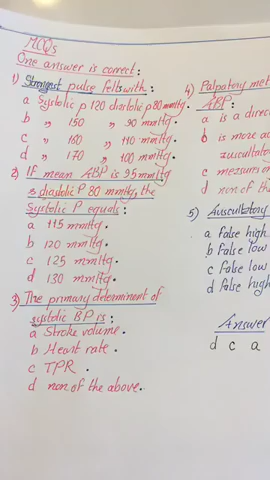 MCQs
One answer is correct:
1) Strongest pulse felt with:
a Systolic p 120 diastolic p 80 mmHg.
b " 150 " 90 mmHg.
c " 160 " 110 mmHg.
d " 170 " 100 mmHg.
2) IF mean ABP is 95 mmHg
& diastolic P 80 mmHg, the
Systolic P equals:
a 115 mmHg.
b 120 mmHg.
c 125 mmHg.
d 130 mmHg.
3) The primary determinant of
systolic BP is:
a Stroke volume.
b Heart rate.
c TPR.
d non of the above.
4) Palpatory met
ABP:
a is a direc
b is more a
auscultato
c measures
d non of th
5) Auscultatory
a False high
b False low
c False low
d False high
Answer
d c a